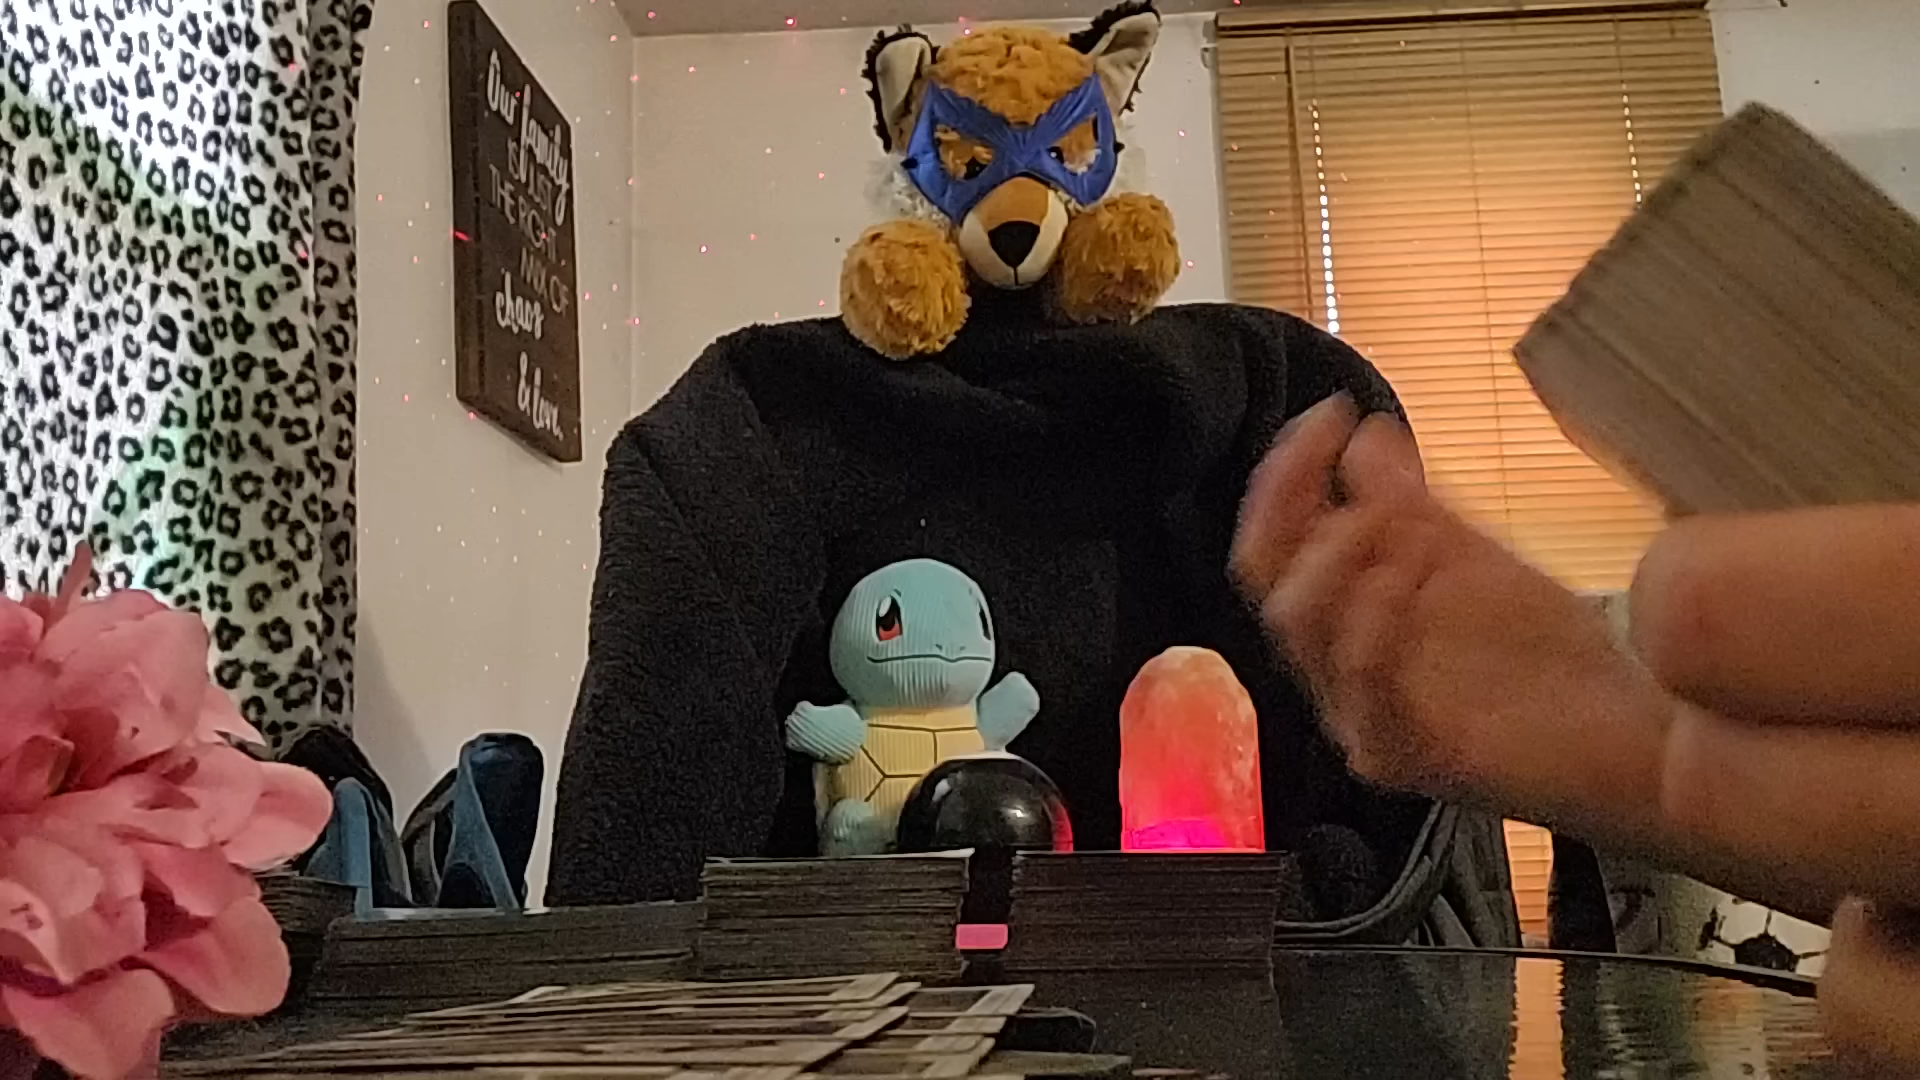 Our family
IS JUST
THE RIGHT
MIX OF
chaos
& love.